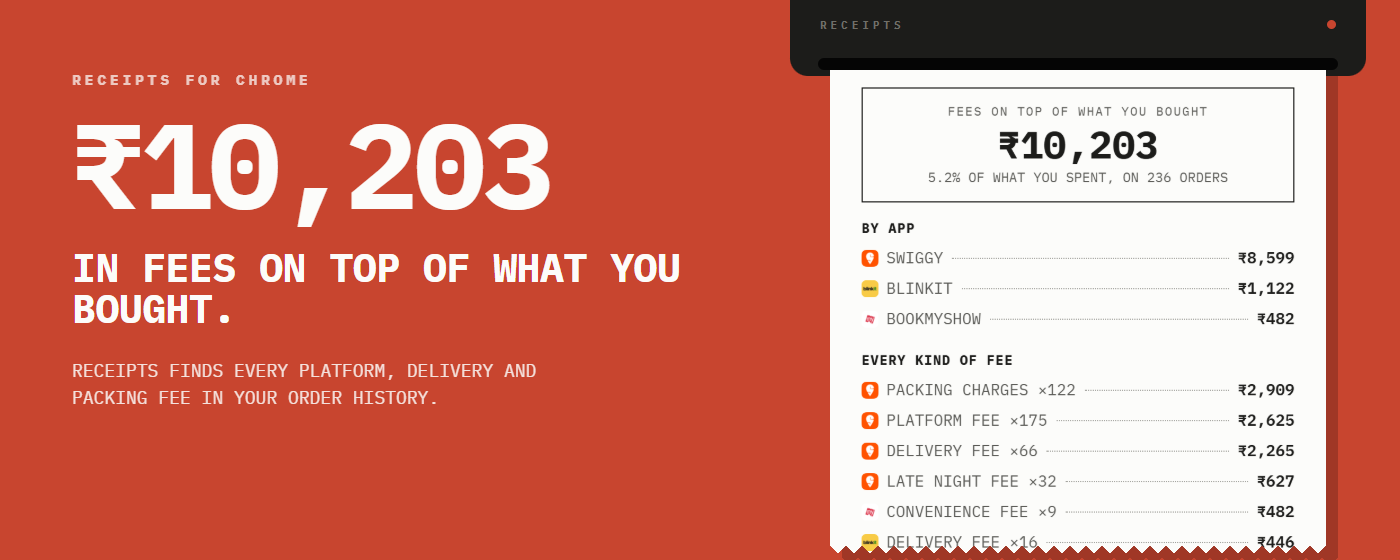 RECEIPTS FOR CHROME
₹10,203
IN FEES ON TOP OF WHAT YOU
BOUGHT.
RECEIPTS FINDS EVERY PLATFORM, DELIVERY AND
PACKING FEE IN YOUR ORDER HISTORY.
RECEIPTS
FEES ON TOP OF WHAT YOU BOUGHT
₹10,203
5.2% OF WHAT YOU SPENT, ON 236 ORDERS
BY APP
SWIGGY ₹8,599
blinkit BLINKIT ₹1,122
BOOKMYSHOW ₹482
EVERY KIND OF FEE
PACKING CHARGES ×122 ₹2,909
PLATFORM FEE ×175 ₹2,625
DELIVERY FEE ×66 ₹2,265
LATE NIGHT FEE ×32 ₹627
CONVENIENCE FEE ×9 ₹482
blinkit DELIVERY FEE ×16 ₹446